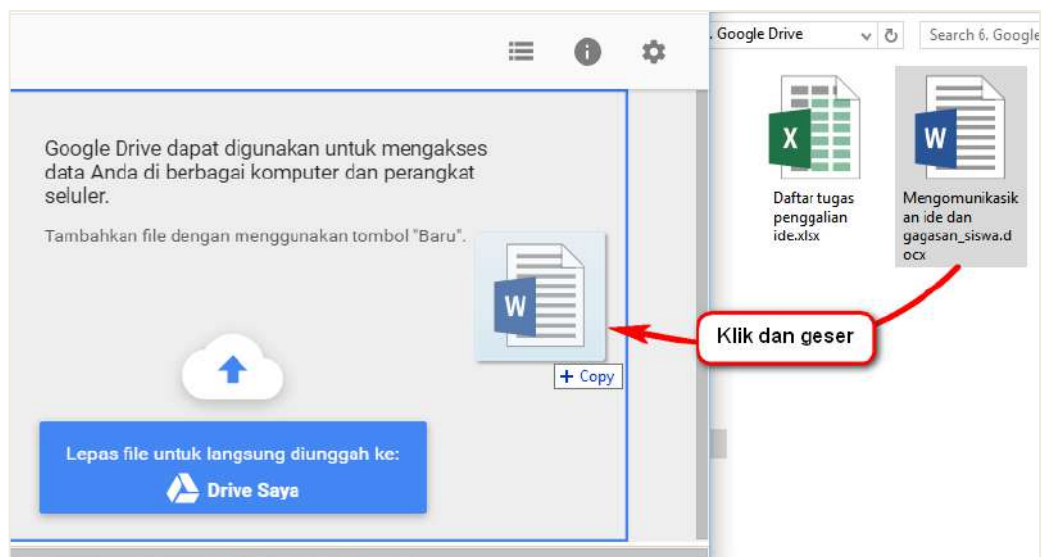 . Google Drive
Search 6. Google
Google Drive dapat digunakan untuk mengakses
data Anda di berbagai komputer dan perangkat
seluler.
Tambahkan file dengan menggunakan tombol "Baru".
W
+ Copy
Lepas file untuk langsung diunggah ke:
Drive Saya
X
Daftar tugas
penggalian
ide.xlsx
W
Mengomunikasik
an ide dan
gagasan_siswa.d
ocx
Klik dan geser